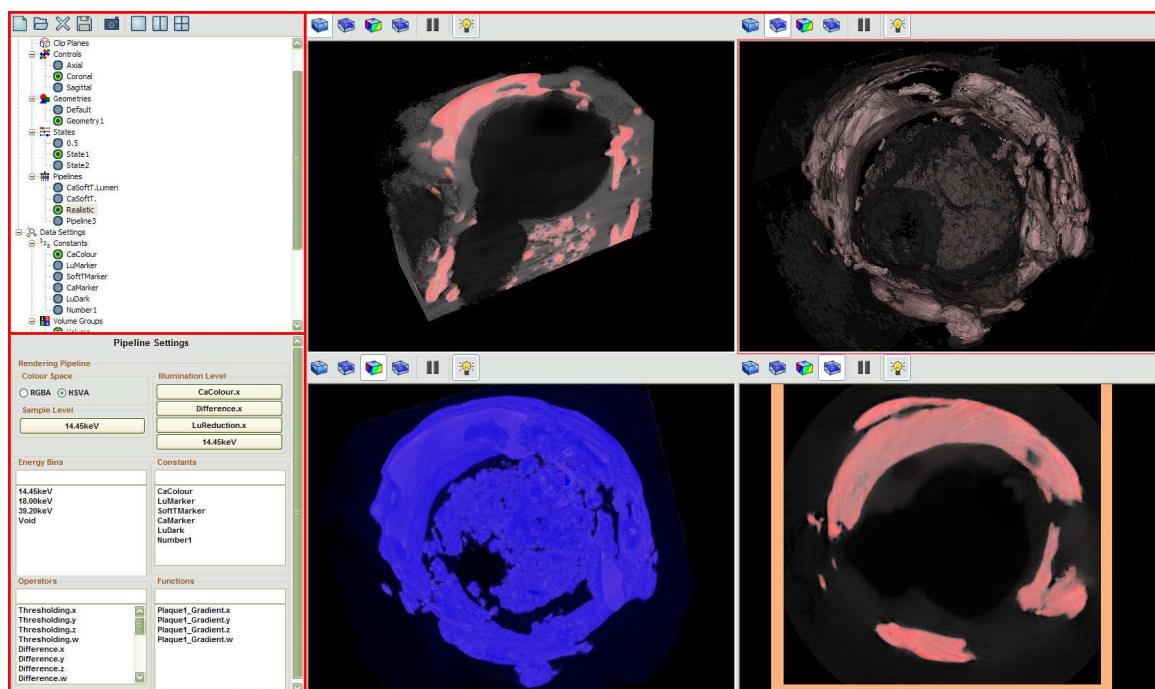 Clip Planes
Controls
Axial
Coronal
Sagittal
Geometries
Default
Geometry1
States
0.5
State1
State2
Pipelines
CaSoftT.Lumen
CaSoftT.
Realistic
Pipeline3
Data Settings
Constants
CaColour
LuMarker
SoftTMarker
CaMarker
LuDark
Number1
Volume Groups
Pipeline Settings
Rendering Pipeline
Colour Space
RGBA HSVA
Sample Level
14.45keV
Illumination Level
CaColour.x
Difference.x
LuReduction.x
14.45keV
Energy Bins
14.45keV
18.00keV
39.20keV
Void
Constants
CaColour
LuMarker
SoftTMarker
CaMarker
LuDark
Number1
Operators
Thresholding.x
Thresholding.y
Thresholding.z
Thresholding.w
Difference.x
Difference.y
Difference.z
Difference.w
Functions
Plaque1_Gradient.x
Plaque1_Gradient.y
Plaque1_Gradient.z
Plaque1_Gradient.w